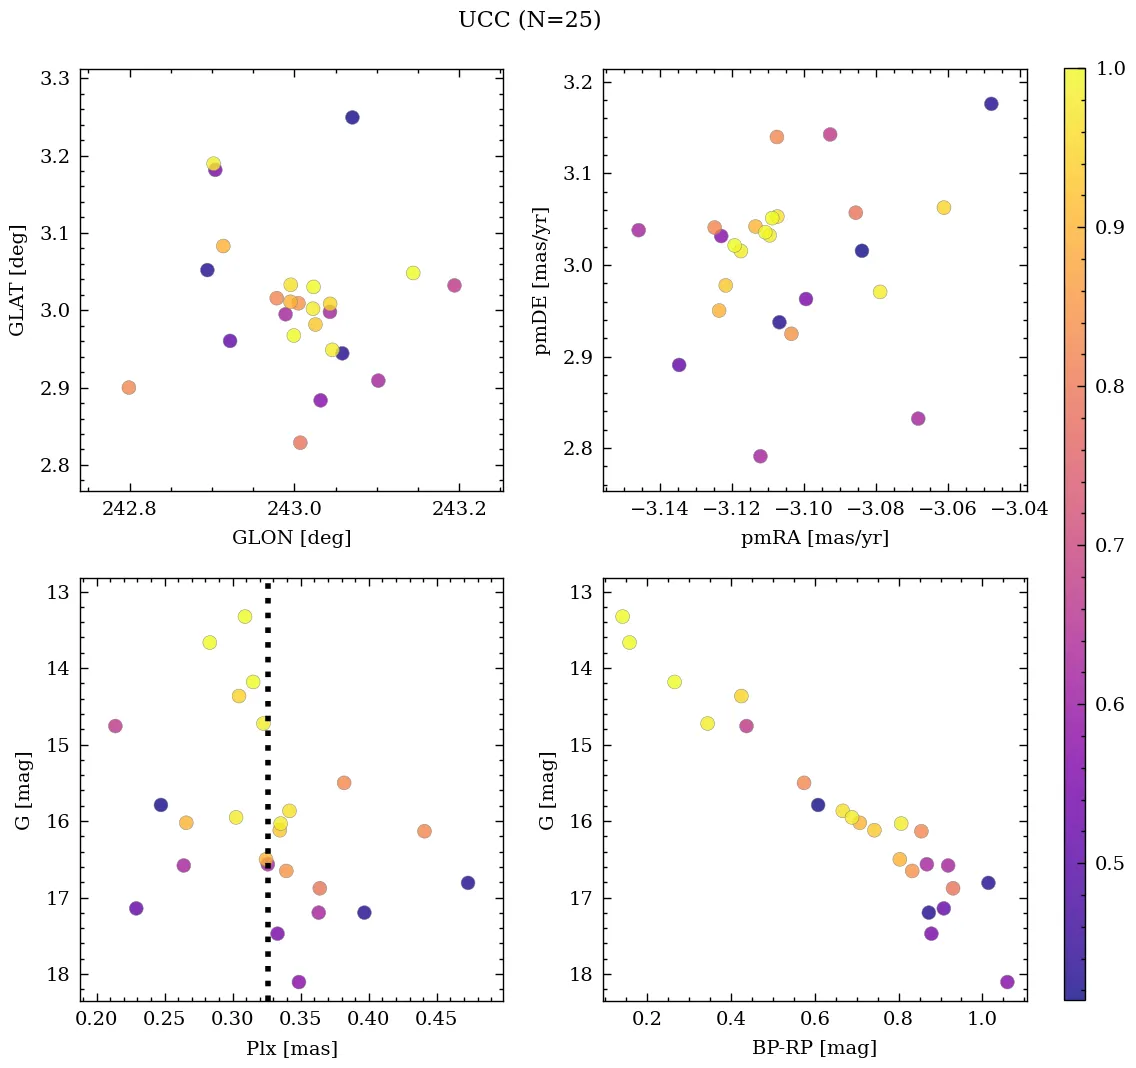 UCC (N=25)
3.3
3.2
3.1
3.0
2.9
2.8
GLAT [deg]
242.8 243.0 243.2
GLON [deg]
3.2
3.1
3.0
2.9
2.8
pmDE [mas/yr]
−3.14 −3.12 −3.10 −3.08 −3.06 −3.04
pmRA [mas/yr]
13
14
15
16
17
18
G [mag]
0.20 0.25 0.30 0.35 0.40 0.45
Plx [mas]
13
14
15
16
17
18
G [mag]
0.2 0.4 0.6 0.8 1.0
BP-RP [mag]
1.0
0.9
0.8
0.7
0.6
0.5